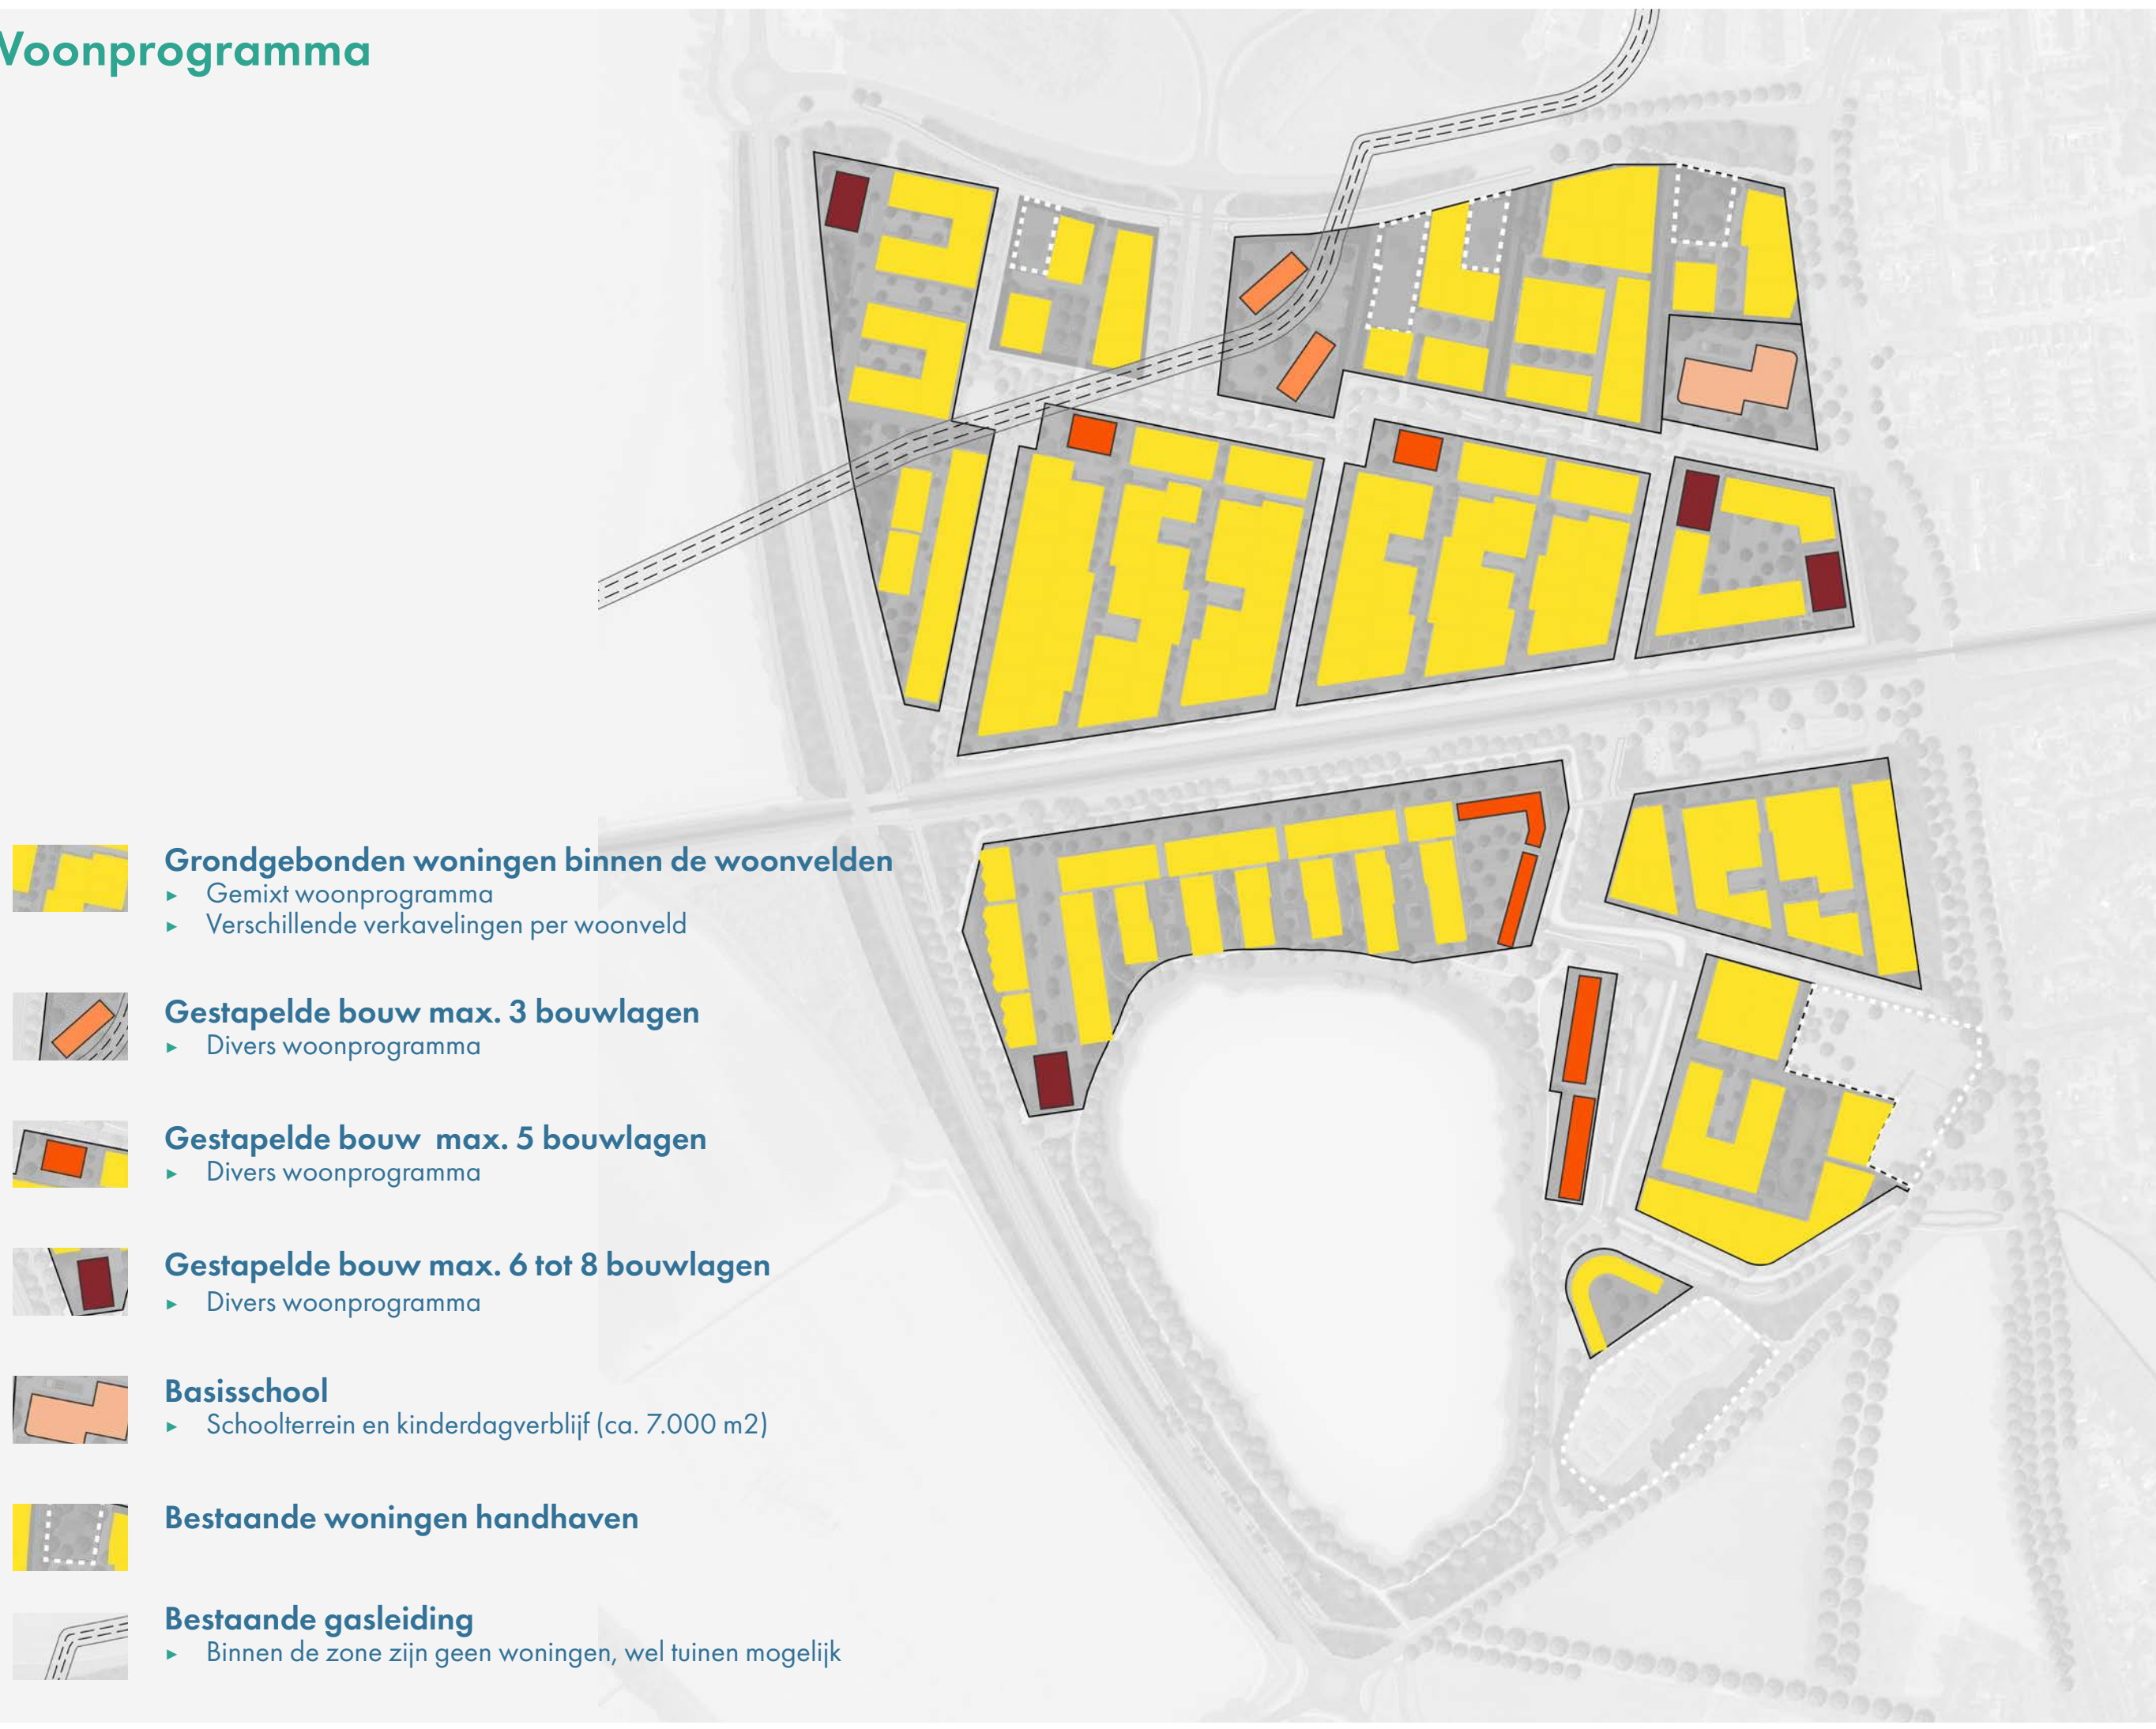 Woonprogramma
Grondgebonden woningen binnen de woonvelden
▸ Gemixt woonprogramma
▸ Verschillende verkavelingen per woonveld
Gestapelde bouw max. 3 bouwlagen
▸ Divers woonprogramma
Gestapelde bouw max. 5 bouwlagen
▸ Divers woonprogramma
Gestapelde bouw max. 6 tot 8 bouwlagen
▸ Divers woonprogramma
Basisschool
▸ Schoolterrein en kinderdagverblijf (ca. 7.000 m2)
Bestaande woningen handhaven
Bestaande gasleiding
▸ Binnen de zone zijn geen woningen, wel tuinen mogelijk